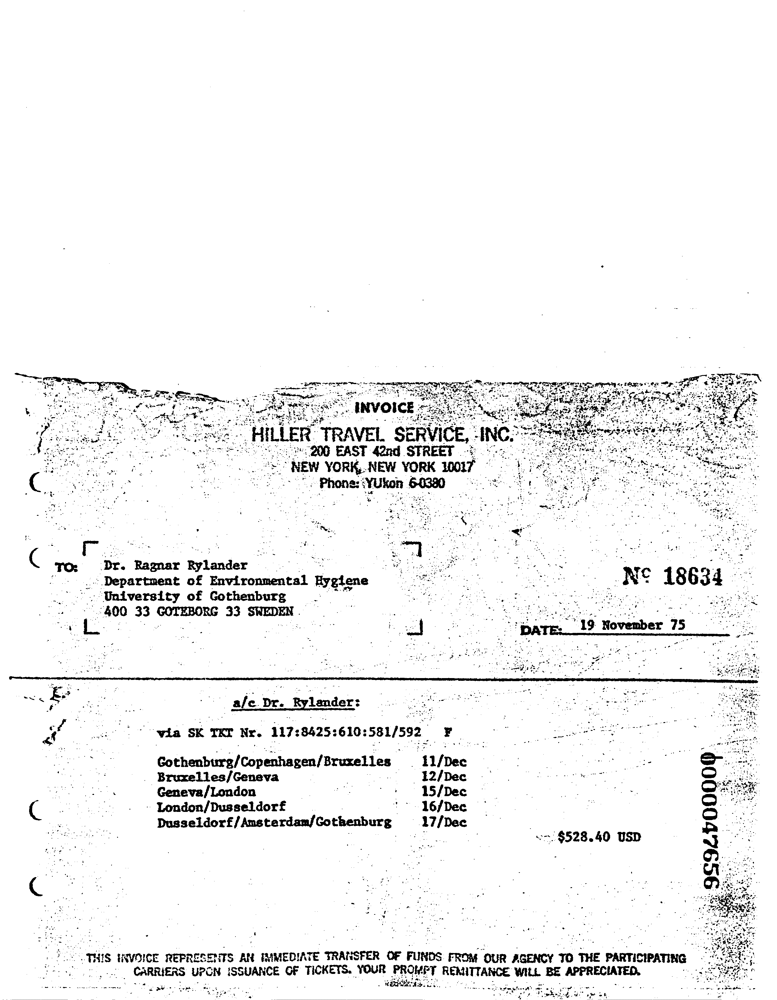 INVOICE
HILLER TRAVEL SERVICE, INC.
200 EAST 42nd STREET
NEW YORK, NEW YORK 10017
Phone: YUkon 6-0380
TO: Dr. Ragnar Rylander
Department of Environmental Hygiene
University of Gothenburg
400 33 GOTEBORG 33 SWEDEN
Nº 18634
DATE: 19 November 75
a/c Dr. Rylander:
via SK TKT Nr. 117:8425:610:581/592 F
Gothenburg/Copenhagen/Bruxelles 11/Dec
Bruxelles/Geneva 12/Dec
Geneva/London 15/Dec
London/Dusseldorf 16/Dec
Dusseldorf/Amsterdam/Gothenburg 17/Dec
$528.40 USD
0000047656
THIS INVOICE REPRESENTS AN IMMEDIATE TRANSFER OF FUNDS FROM OUR AGENCY TO THE PARTICIPATING
CARRIERS UPON ISSUANCE OF TICKETS. YOUR PROMPT REMITTANCE WILL BE APPRECIATED.